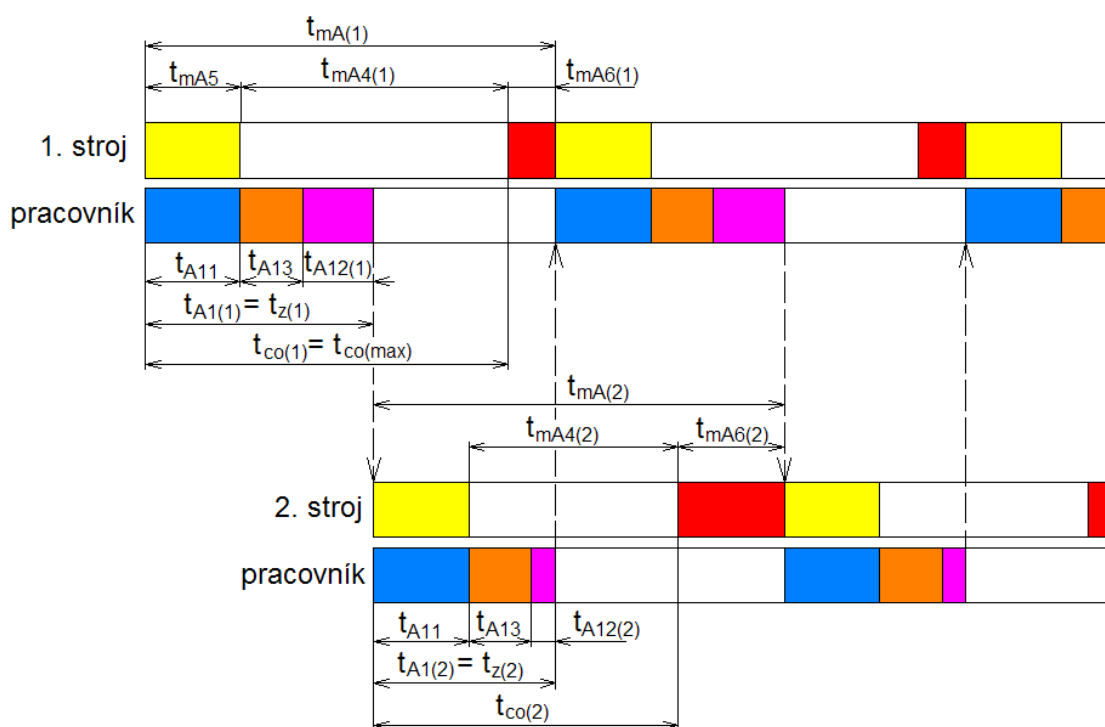 tmA(1)
tmA5 tmA4(1) tmA6(1)
1. stroj
pracovník
tA11 tA13 tA12(1)
tA1(1) = tz(1)
tco(1) = tco(max)
tmA(2)
tmA4(2) tmA6(2)
2. stroj
pracovník
tA11 tA13 tA12(2)
tA1(2) = tz(2)
tco(2)